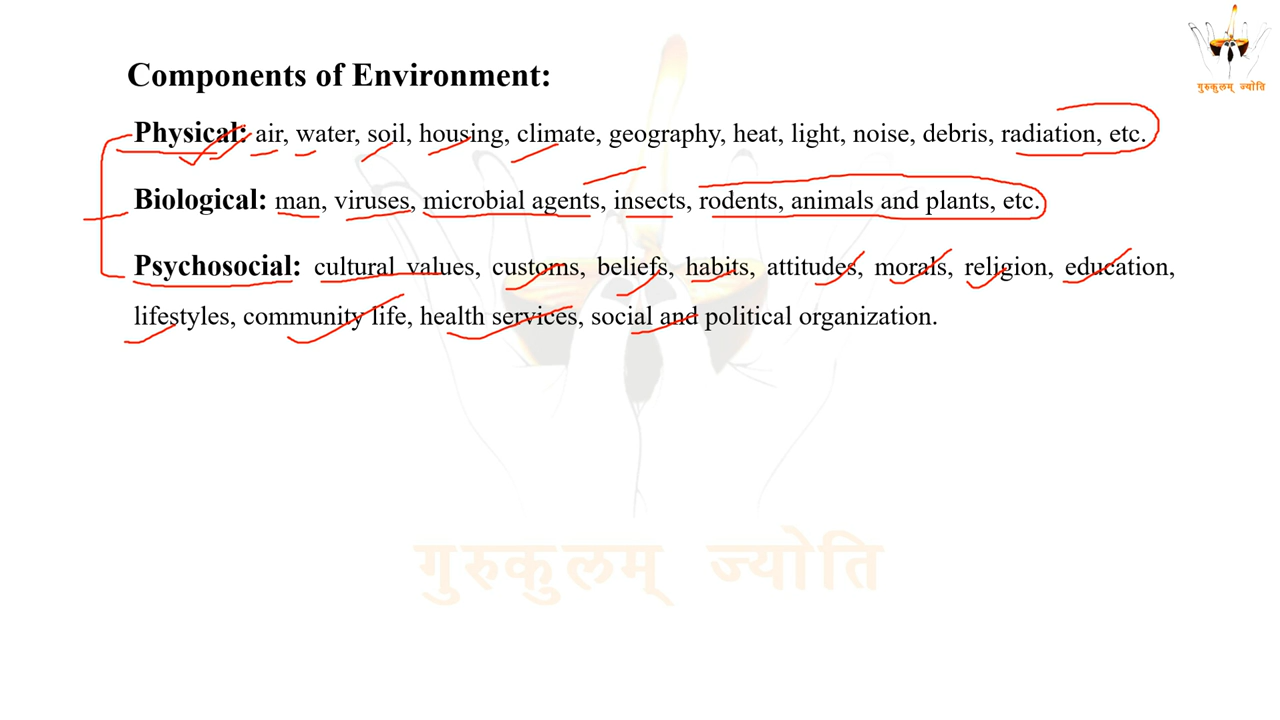 गुरुकुलम् ज्योति
Components of Environment:
Physical: air, water, soil, housing, climate, geography, heat, light, noise, debris, radiation, etc.
Biological: man, viruses, microbial agents, insects, rodents, animals and plants, etc.
Psychosocial: cultural values, customs, beliefs, habits, attitudes, morals, religion, education,
lifestyles, community life, health services, social and political organization.
गुरुकुलम् ज्योति